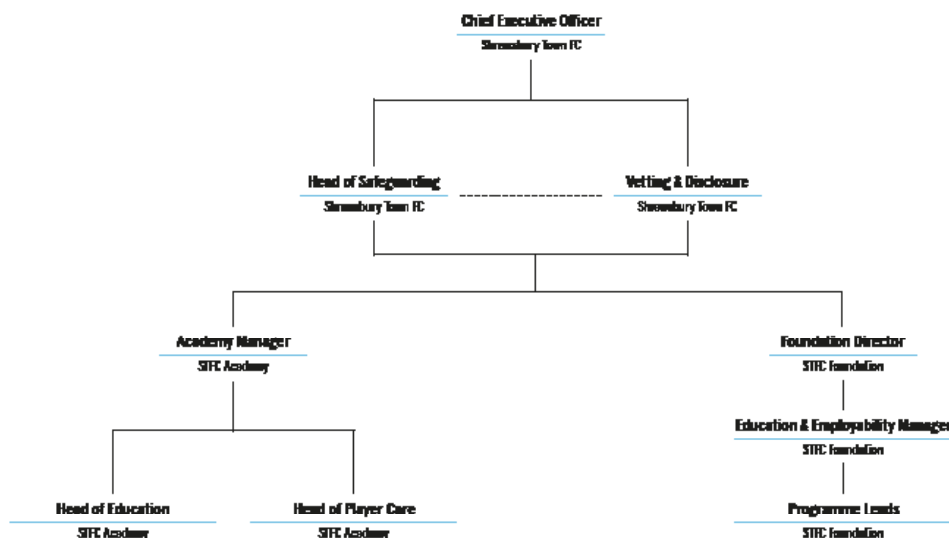 Chief Executive Officer
Shrewsbury Town FC
Head of Safeguarding
Shrewsbury Town FC
Vetting & Disclosure
Shrewsbury Town FC
Academy Manager
STFC Academy
Foundation Director
STFC Foundation
Education & Employability Manager
STFC Foundation
Head of Education
STFC Academy
Head of Player Care
STFC Academy
Programme Leads
STFC Foundation